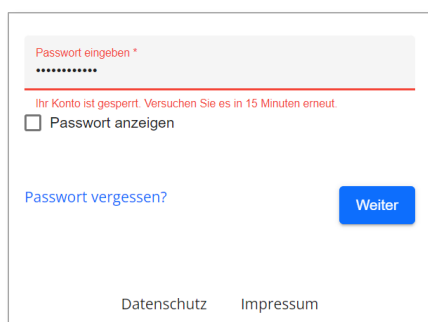 Passwort eingeben *
••••••••••••
Ihr Konto ist gesperrt. Versuchen Sie es in 15 Minuten erneut.
Passwort anzeigen
Passwort vergessen?
Weiter
Datenschutz Impressum